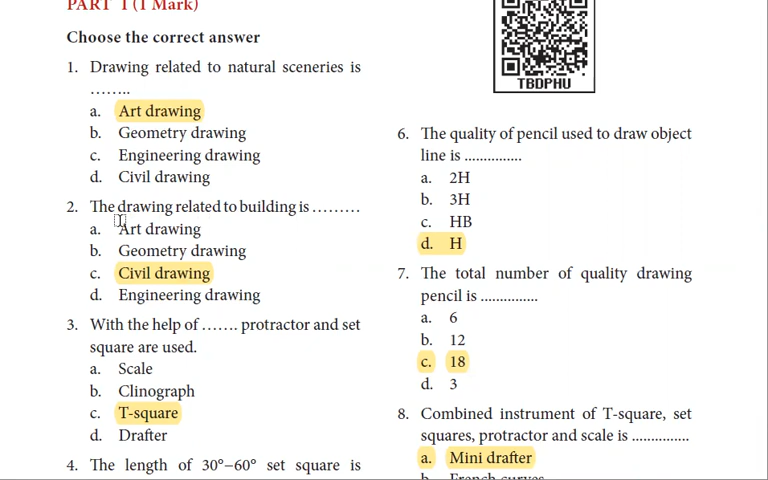 PART I (1 Mark)
Choose the correct answer
1. Drawing related to natural sceneries is
........
a. Art drawing
b. Geometry drawing
c. Engineering drawing
d. Civil drawing
2. The drawing related to building is .........
a. Art drawing
b. Geometry drawing
c. Civil drawing
d. Engineering drawing
3. With the help of ....... protractor and set
square are used.
a. Scale
b. Clinograph
c. T-square
d. Drafter
4. The length of 30°–60° set square is
TBDPHU
6. The quality of pencil used to draw object
line is ...............
a. 2H
b. 3H
c. HB
d. H
7. The total number of quality drawing
pencil is ...............
a. 6
b. 12
c. 18
d. 3
8. Combined instrument of T-square, set
squares, protractor and scale is ...............
a. Mini drafter
b. French curves